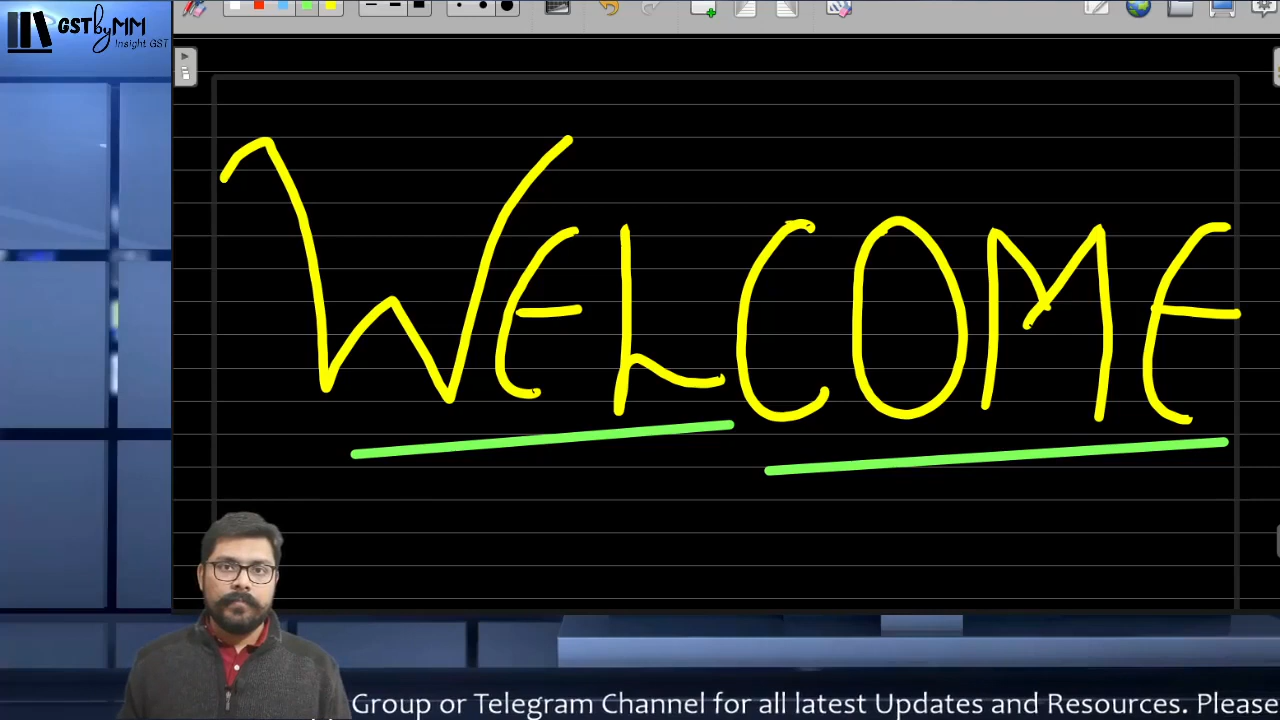 GSTbyMM
Insight GST
WELCOME
Group or Telegram Channel for all latest Updates and Resources. Please